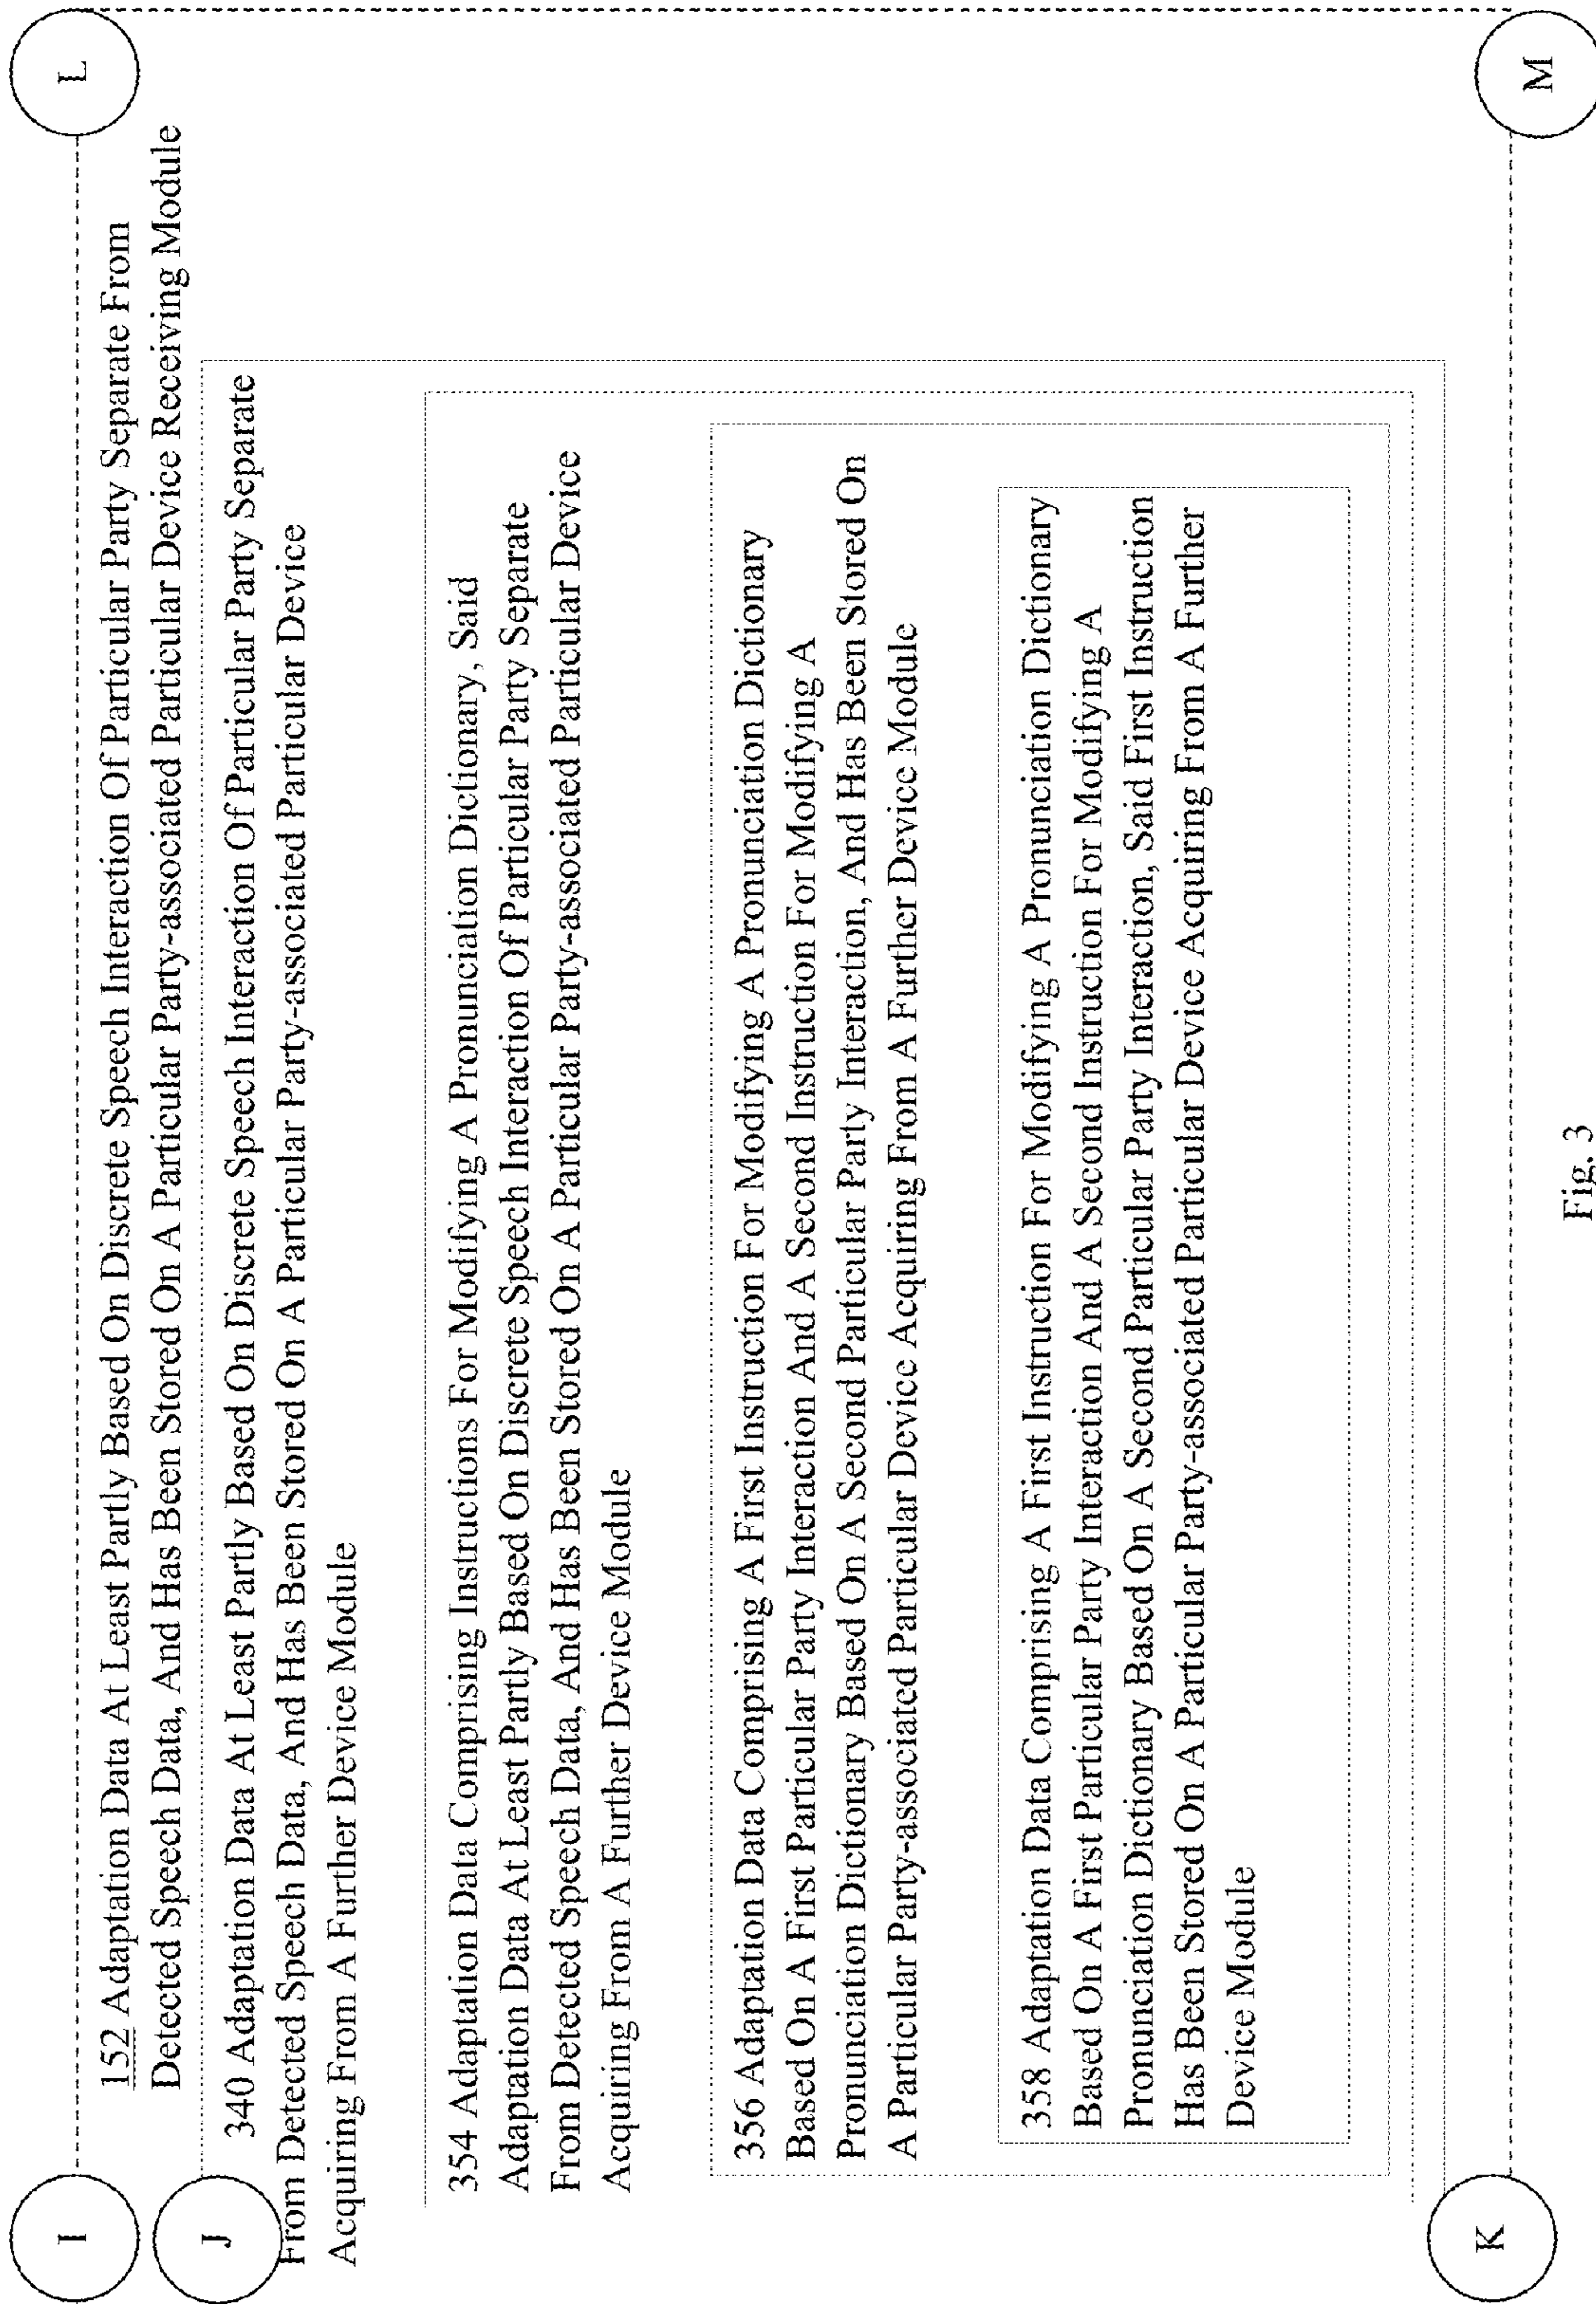 I
L
152 Adaptation Data At Least Partly Based On Discrete Speech Interaction Of Particular Party Separate From
Detected Speech Data, And Has Been Stored On A Particular Party-associated Particular Device Receiving Module
J
340 Adaptation Data At Least Partly Based On Discrete Speech Interaction Of Particular Party Separate
From Detected Speech Data, And Has Been Stored On A Particular Party-associated Particular Device
Acquiring From A Further Device Module
354 Adaptation Data Comprising Instructions For Modifying A Pronunciation Dictionary, Said
Adaptation Data At Least Partly Based On Discrete Speech Interaction Of Particular Party Separate
From Detected Speech Data, And Has Been Stored On A Particular Party-associated Particular Device
Acquiring From A Further Device Module
356 Adaptation Data Comprising A First Instruction For Modifying A Pronunciation Dictionary
Based On A First Particular Party Interaction And A Second Instruction For Modifying A
Pronunciation Dictionary Based On A Second Particular Party Interaction, And Has Been Stored On
A Particular Party-associated Particular Device Acquiring From A Further Device Module
358 Adaptation Data Comprising A First Instruction For Modifying A Pronunciation Dictionary
Based On A First Particular Party Interaction And A Second Instruction For Modifying A
Pronunciation Dictionary Based On A Second Particular Party Interaction, Said First Instruction
Has Been Stored On A Particular Party-associated Particular Device Acquiring From A Further
Device Module
K
M
Fig. 3